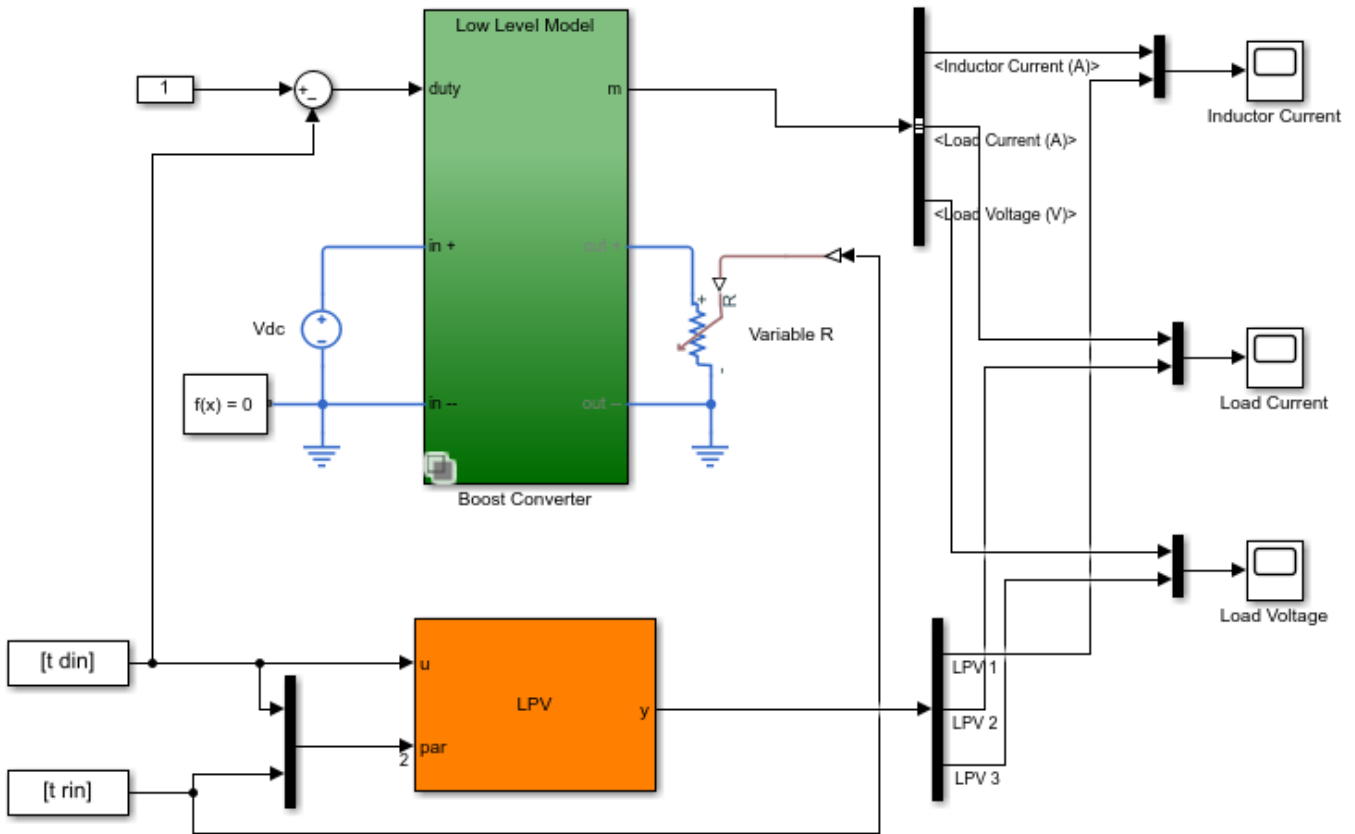 Low Level Model
1
+
−
duty
m
<Inductor Current (A)>
Inductor Current
<Load Current (A)>
<Load Voltage (V)>
in +
out +
+
R
Vdc
+
−
Variable R
-
f(x) = 0
in --
out --
Load Current
Boost Converter
Load Voltage
[t din]
u
LPV
y
par
2
[t rin]
LPV 1
LPV 2
LPV 3